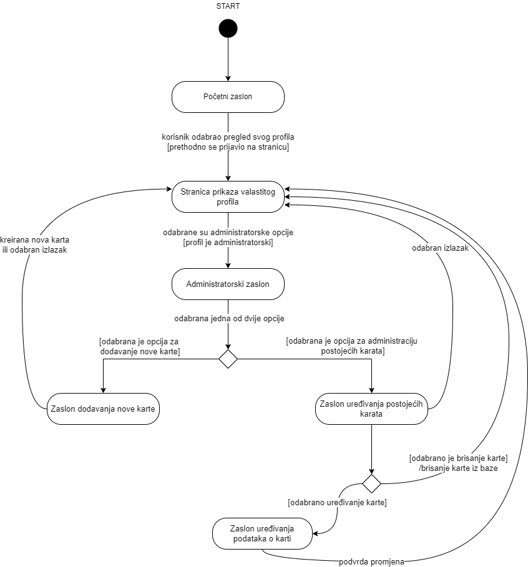 START
Početni zaslon
korisnik odabrao pregled svog profila
[prethodno se prijavio na stranicu]
Stranica prikaza valastitog
profila
kreirana nova karta
ili odabran izlazak
odabrane su administratorske opcije
[profil je administratorski]
odabran izlazak
Administratorski zaslon
odabrana jedna od dvije opcije
[odabrana je opcija za
dodavanje nove karte]
[odabrana je opcija za administraciju
postojećih karata]
Zaslon dodavanja nove karte
Zaslon uređivanja postojećih
karata
[odabrano je brisanje karte]
/brisanje karte iz baze
[odabrano uređivanje karte]
Zaslon uređivanja
podataka o karti
podvrda promjena